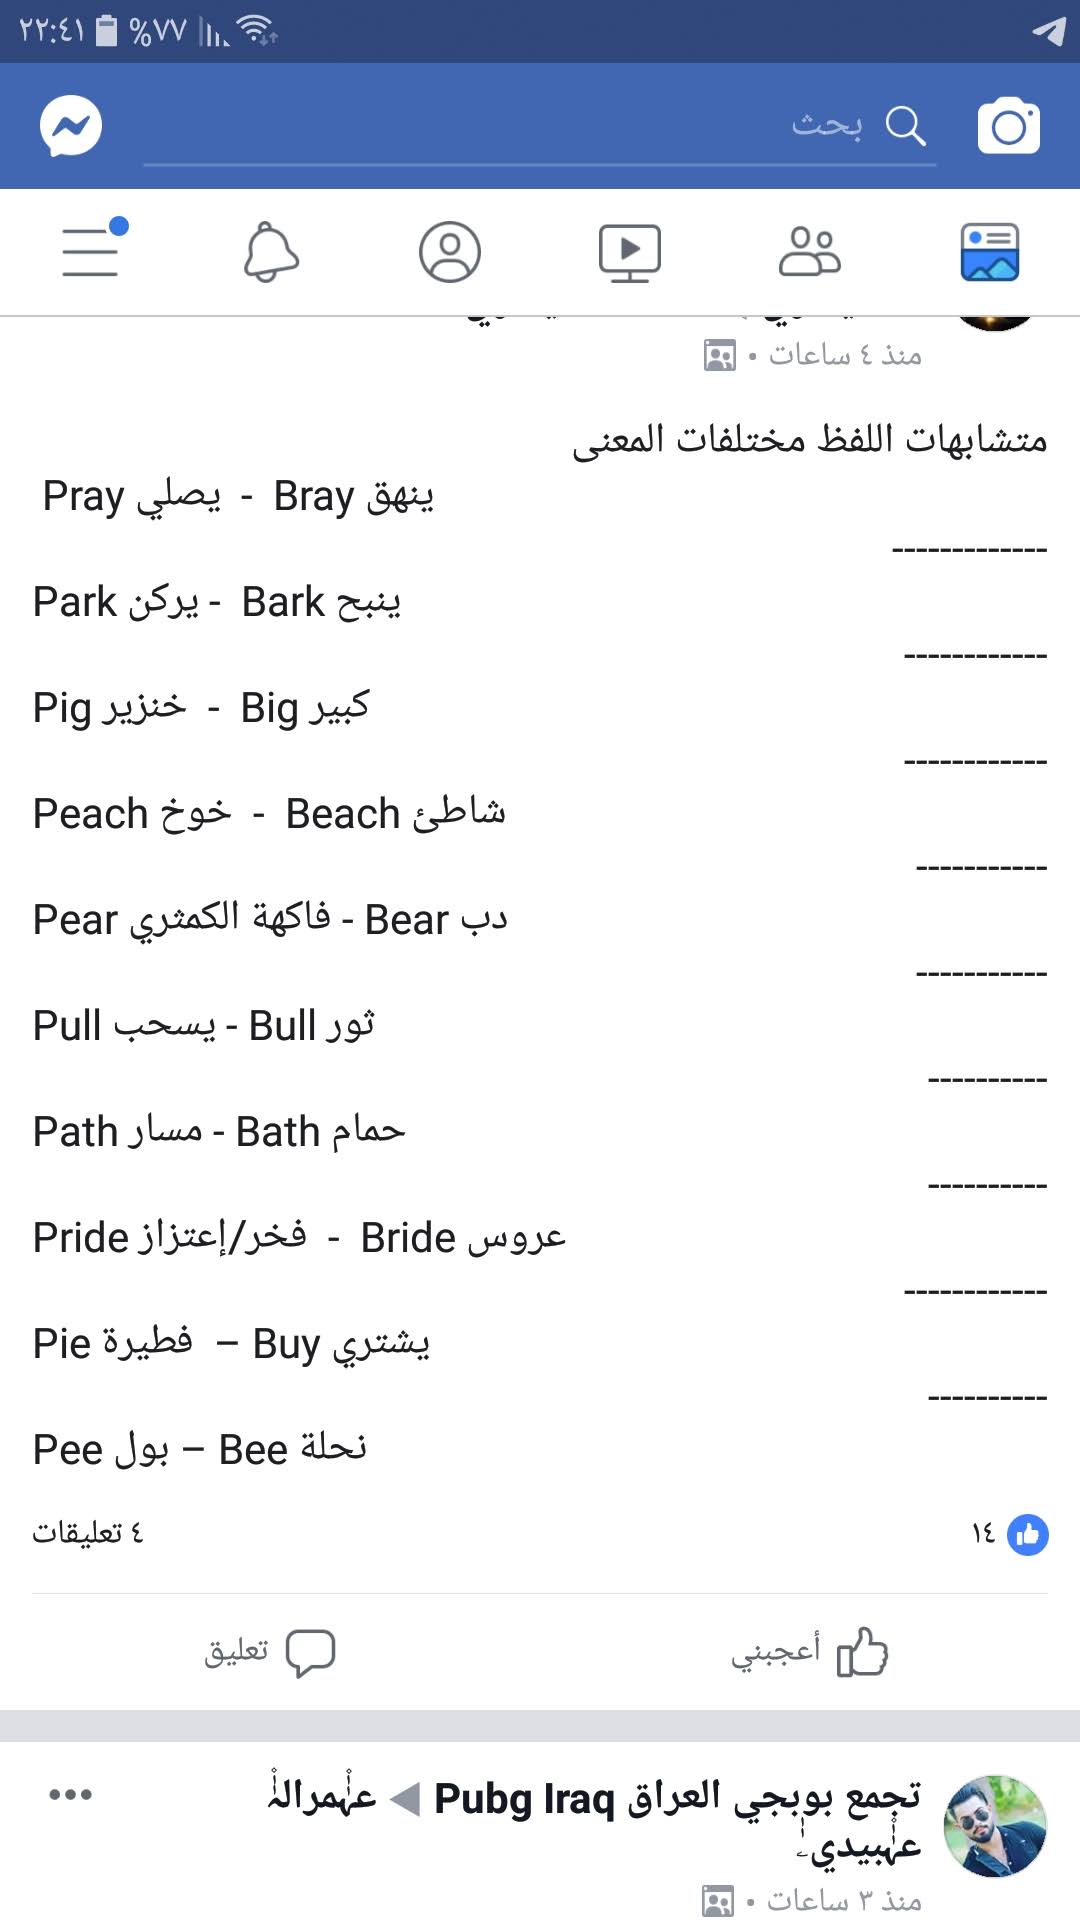 ٢٢:٤١ %٧٧
بحث
منذ ٤ ساعات •
متشابهات اللفظ مختلفات المعنى
Pray يصلي - Bray ينهق
-------------
Park يركن - Bark ينبح
------------
Pig خنزير - Big كبير
------------
Peach خوخ - Beach شاطئ
-----------
Pear فاكهة الكمثري - Bear دب
-----------
Pull يسحب - Bull ثور
----------
Path مسار - Bath حمام
----------
Pride فخر/إعتزاز - Bride عروس
------------
Pie فطيرة – Buy يشتري
----------
Pee بول – Bee نحلة
١٤ ٤ تعليقات
أعجبني تعليق
تجمع بوبجي العراق Pubg Iraq
منذ ٣ ساعات •